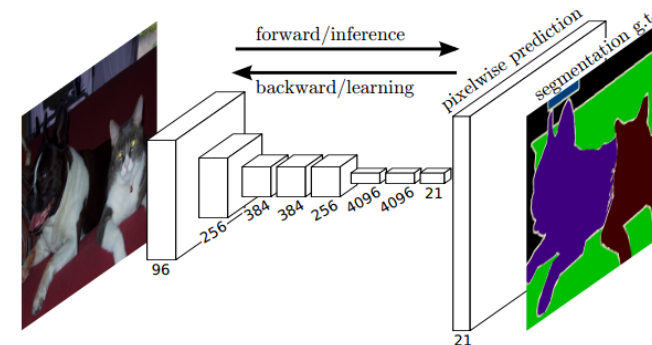 forward/inference
backward/learning
pixelwise prediction
segmentation g.t.
96
256
384
384
256
4096
4096
21
21